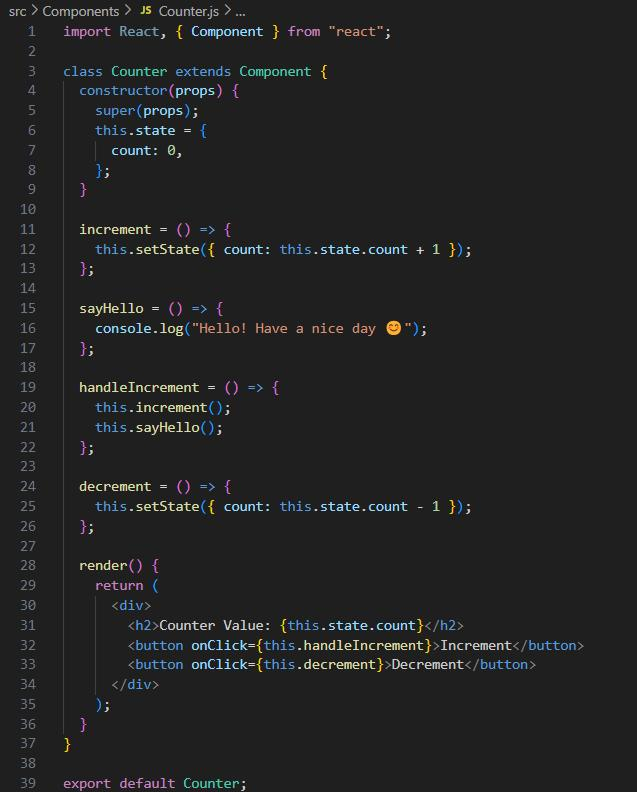 src > Components > JS Counter.js > ...
1 import React, { Component } from "react";
2
3 class Counter extends Component {
4   constructor(props) {
5     super(props);
6     this.state = {
7       count: 0,
8     };
9   }
10
11   increment = () => {
12     this.setState({ count: this.state.count + 1 });
13   };
14
15   sayHello = () => {
16     console.log("Hello! Have a nice day 😊");
17   };
18
19   handleIncrement = () => {
20     this.increment();
21     this.sayHello();
22   };
23
24   decrement = () => {
25     this.setState({ count: this.state.count - 1 });
26   };
27
28   render() {
29     return (
30       <div>
31         <h2>Counter Value: {this.state.count}</h2>
32         <button onClick={this.handleIncrement}>Increment</button>
33         <button onClick={this.decrement}>Decrement</button>
34       </div>
35     );
36   }
37 }
38
39 export default Counter;